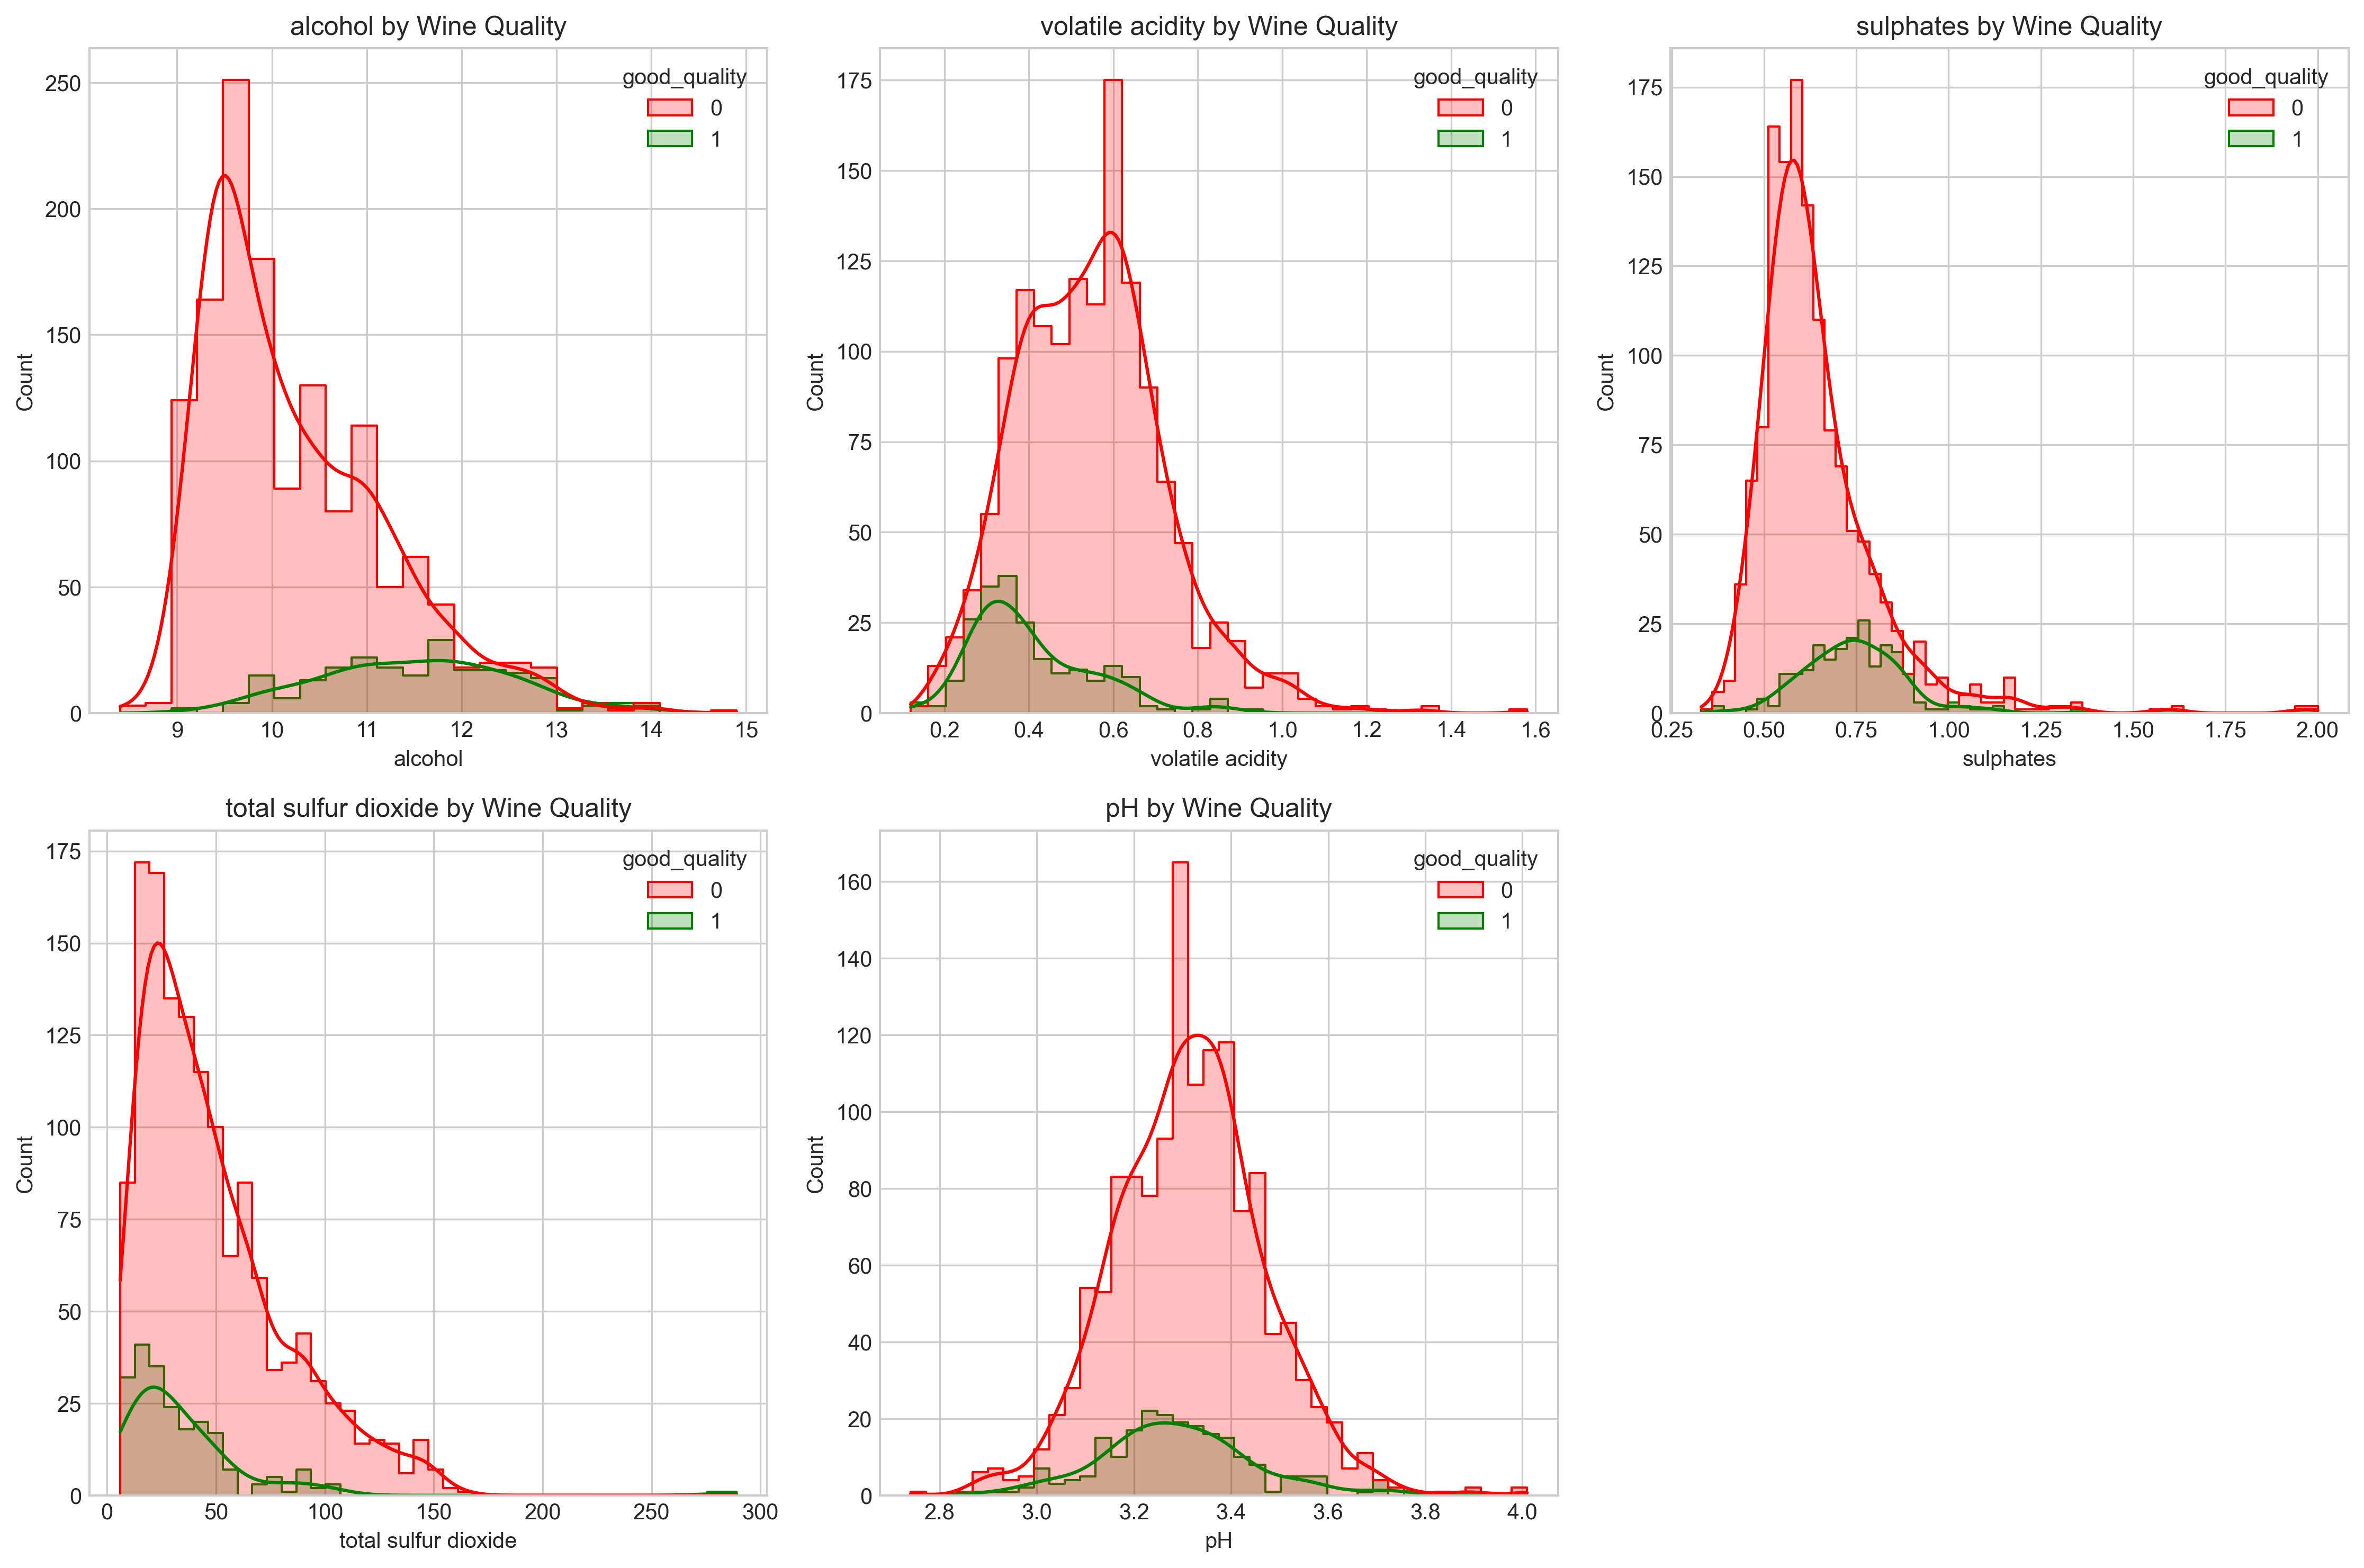 alcohol by Wine Quality
250
200
150
100
50
0
Count
9 10 11 12 13 14 15
alcohol
good_quality
0
1
volatile acidity by Wine Quality
175
150
125
100
75
50
25
0
Count
0.2 0.4 0.6 0.8 1.0 1.2 1.4 1.6
volatile acidity
good_quality
0
1
sulphates by Wine Quality
175
150
125
100
75
50
25
0
Count
0.25 0.50 0.75 1.00 1.25 1.50 1.75 2.00
sulphates
good_quality
0
1
total sulfur dioxide by Wine Quality
175
150
125
100
75
50
25
0
Count
0 50 100 150 200 250 300
total sulfur dioxide
good_quality
0
1
pH by Wine Quality
160
140
120
100
80
60
40
20
0
Count
2.8 3.0 3.2 3.4 3.6 3.8 4.0
pH
good_quality
0
1